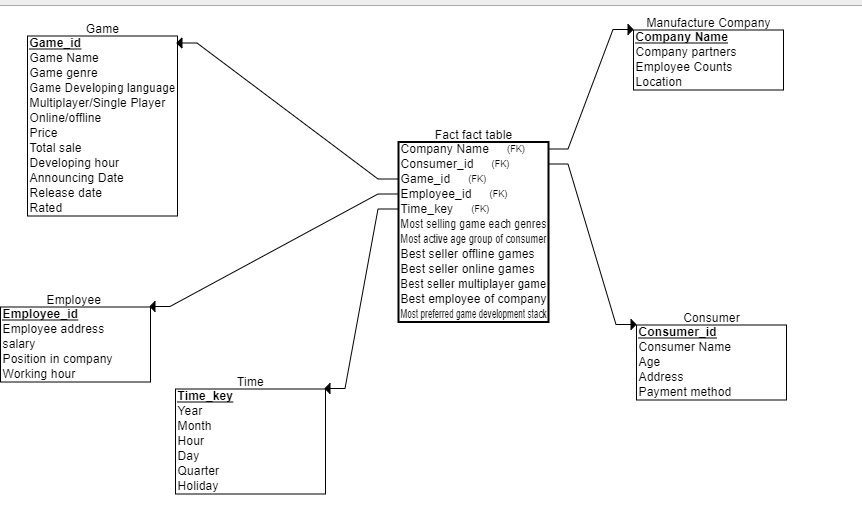 Game
Game_id
Game Name
Game genre
Game Developing language
Multiplayer/Single Player
Online/offline
Price
Total sale
Developing hour
Announcing Date
Release date
Rated
Manufacture Company
Company Name
Company partners
Employee Counts
Location
Fact fact table
Company Name (FK)
Consumer_id (FK)
Game_id (FK)
Employee_id (FK)
Time_key (FK)
Most selling game each genres
Most active age group of consumer
Best seller offline games
Best seller online games
Best seller multiplayer game
Best employee of company
Most preferred game development stack
Employee
Employee_id
Employee address
salary
Position in company
Working hour
Time
Time_key
Year
Month
Hour
Day
Quarter
Holiday
Consumer
Consumer_id
Consumer Name
Age
Address
Payment method